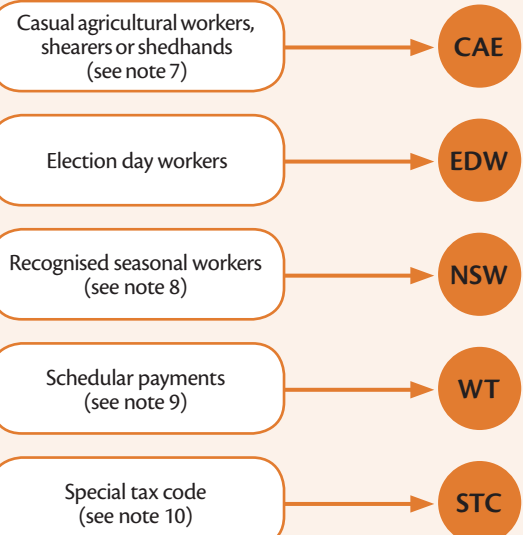 Casual agricultural workers,
shearers or shedhands
(see note 7)
CAE
Election day workers
EDW
Recognised seasonal workers
(see note 8)
NSW
Schedular payments
(see note 9)
WT
Special tax code
(see note 10)
STC